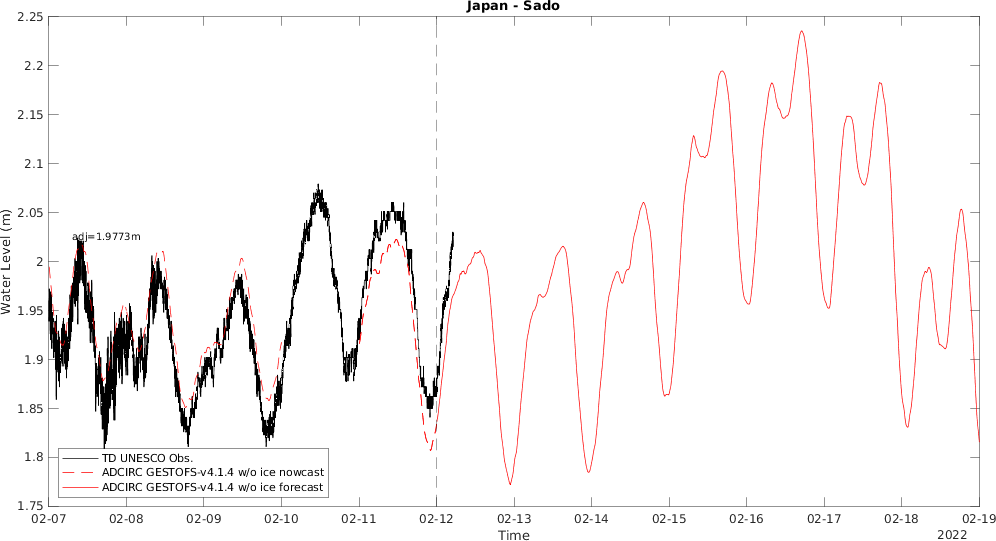 Japan - Sado
2.25
2.2
2.15
2.1
2.05
2
1.95
1.9
1.85
1.8
1.75
Water Level (m)
adj=1.9773m
TD UNESCO Obs.
ADCIRC GESTOFS-v4.1.4 w/o ice nowcast
ADCIRC GESTOFS-v4.1.4 w/o ice forecast
02-07 02-08 02-09 02-10 02-11 02-12 02-13 02-14 02-15 02-16 02-17 02-18 02-19
Time
2022